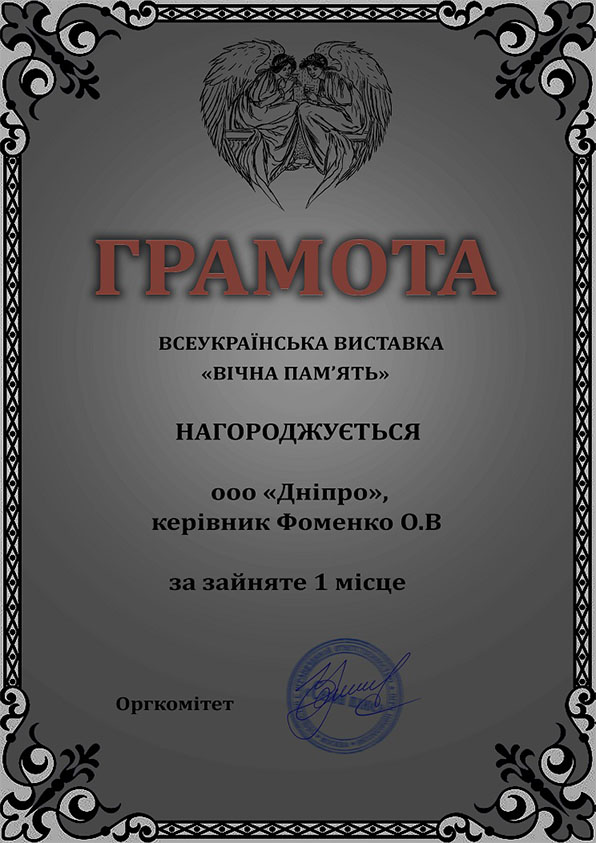 ГРАМОТА
ВСЕУКРАЇНСЬКА ВИСТАВКА
«ВІЧНА ПАМ’ЯТЬ»
НАГОРОДЖУЄТЬСЯ
ооо «Дніпро»,
керівник Фоменко О.В
за зайняте 1 місце
Оргкомітет